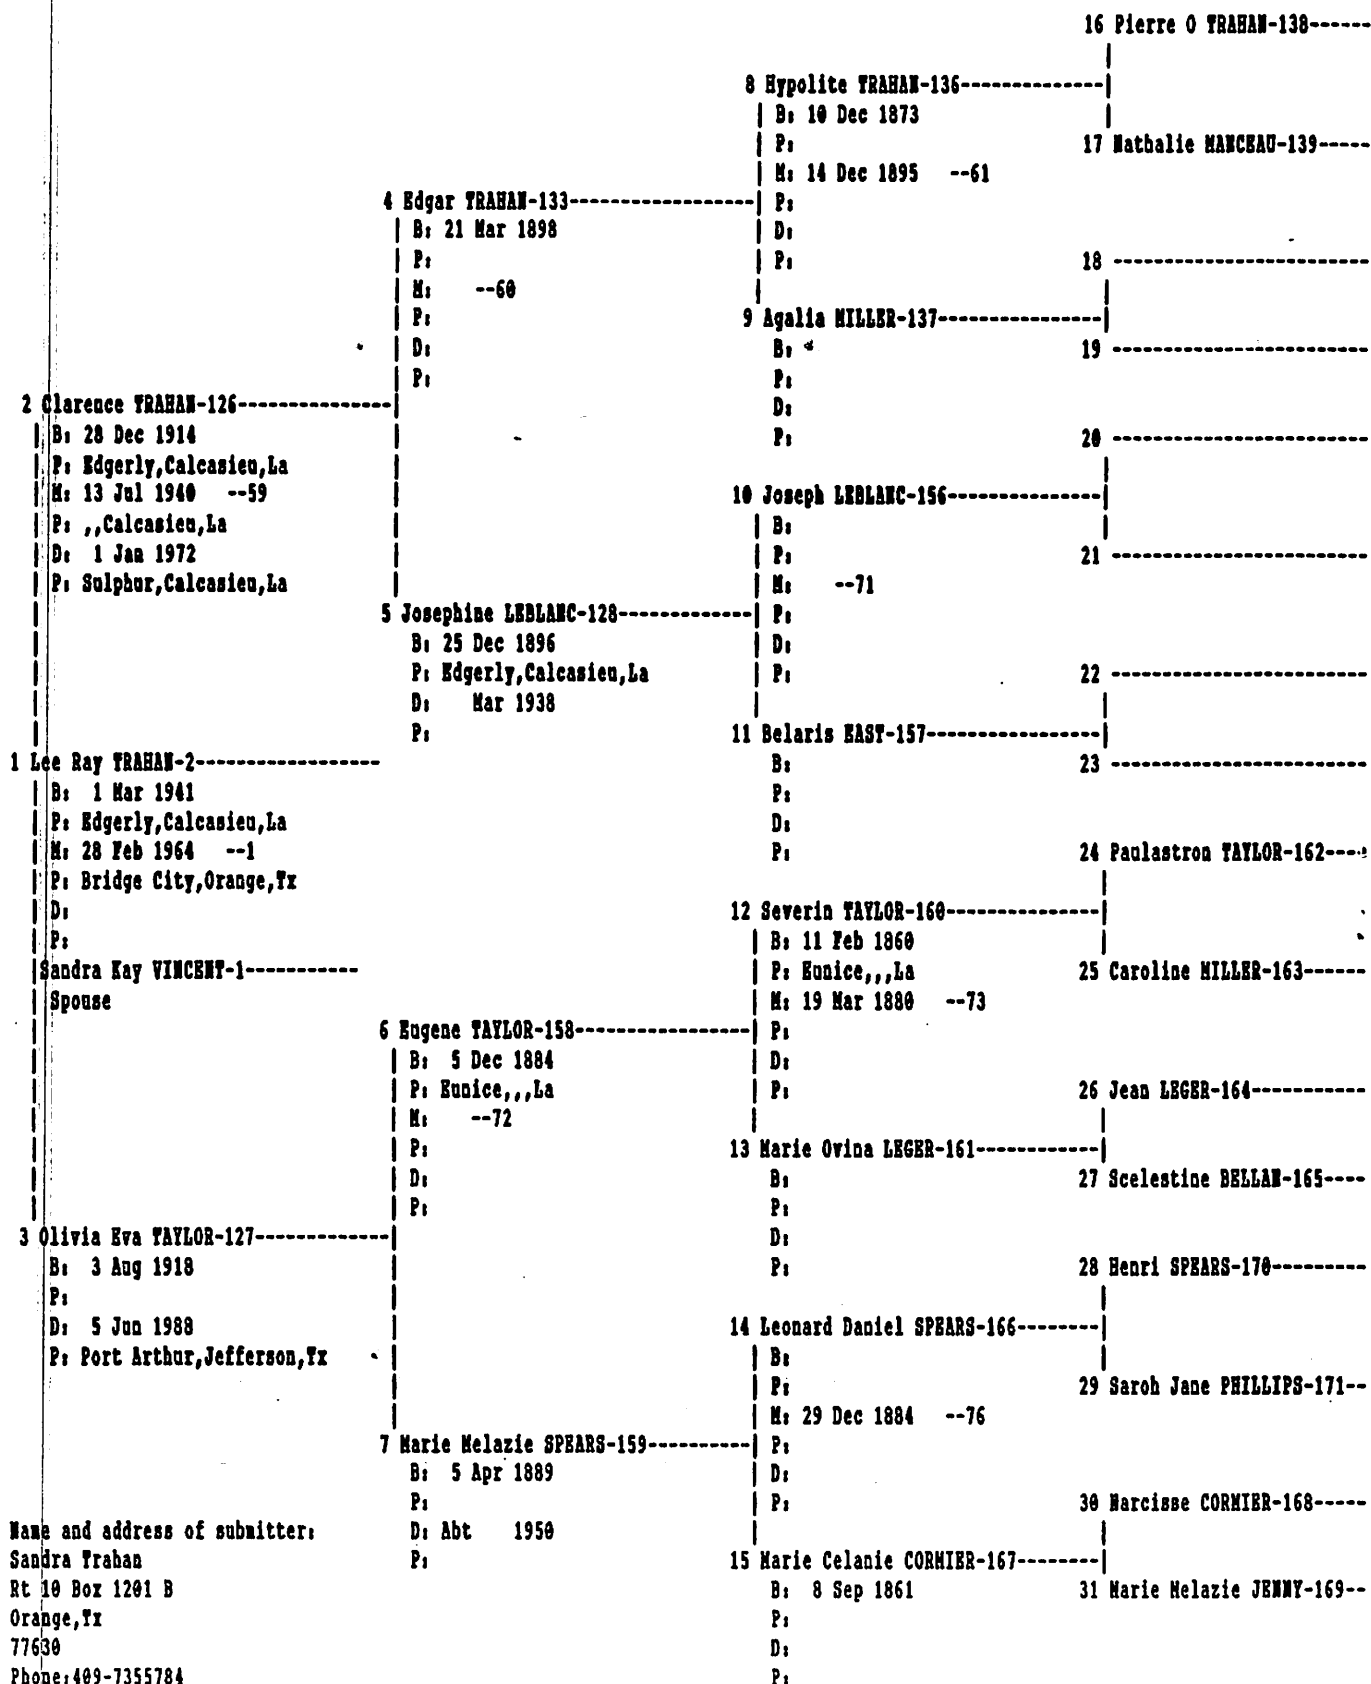 16 Pierre O TRAHAN-138------
8 Hypolite TRAHAN-136---------------|
| B: 10 Dec 1873
| P:
17 Nathalie MANCEAU-139-----
| M: 14 Dec 1895 --61
4 Edgar TRAHAN-133------------------| P:
| B: 21 Mar 1898
| D:
| P:
| P:
18 -----------------------
| M: --60
9 Agalia MILLER-137----------------|
| P:
| D:
B:
19 -----------------------
| P:
P:
2 Clarence TRAHAN-126---------------|
D:
| B: 28 Dec 1914
P:
20 -----------------------
| P: Edgerly,Calcasieu,La
| M: 13 Jul 1940 --59
10 Joseph LEBLANC-156---------------|
| P: ,,Calcasieu,La
| B:
| D: 1 Jan 1972
| P:
21 -----------------------
| P: Sulphur,Calcasieu,La
| M: --71
5 Josephine LEBLANC-128-------------| P:
B: 25 Dec 1896
| D:
P: Edgerly,Calcasieu,La
| P:
22 -----------------------
D: Mar 1938
P:
11 Belaris EAST-157-----------------|
1 Lee Ray TRAHAN-2------------------
B:
23 -----------------------
| B: 1 Mar 1941
P:
| P: Edgerly,Calcasieu,La
D:
| M: 28 Feb 1964 --1
P:
24 Paulastron TAYLOR-162----
| P: Bridge City,Orange,Tx
| D:
12 Severin TAYLOR-160---------------|
| P:
| B: 11 Feb 1860
|Sandra Kay VINCENT-1-----------
| P: Eunice,,,La
25 Caroline MILLER-163------
| Spouse
| M: 19 Mar 1880 --73
6 Eugene TAYLOR-158-----------------| P:
| B: 5 Dec 1884
| D:
| P: Eunice,,,La
| P:
26 Jean LEGER-164-----------
| M: --72
| P:
13 Marie Ovina LEGER-161------------|
| D:
B:
27 Scelestine BELLAN-165----
| P:
P:
3 Olivia Eva TAYLOR-127-------------|
D:
B: 3 Aug 1918
P:
28 Henri SPEARS-170---------
P:
D: 5 Jun 1988
14 Leonard Daniel SPEARS-166--------|
P: Port Arthur,Jefferson,Tx
| B:
| P:
29 Saroh Jane PHILLIPS-171--
| M: 29 Dec 1884 --76
7 Marie Melazie SPEARS-159----------| P:
B: 5 Apr 1889
| D:
P:
| P:
30 Narcisse CORMIER-168-----
Name and address of submitter:
D: Abt 1950
Sandra Trahan
P:
15 Marie Celanie CORMIER-167--------|
Rt 10 Box 1201 B
B: 8 Sep 1861
31 Marie Melazie JENNY-169--
Orange,Tx
P:
77630
D:
Phone:409-7355784
P: